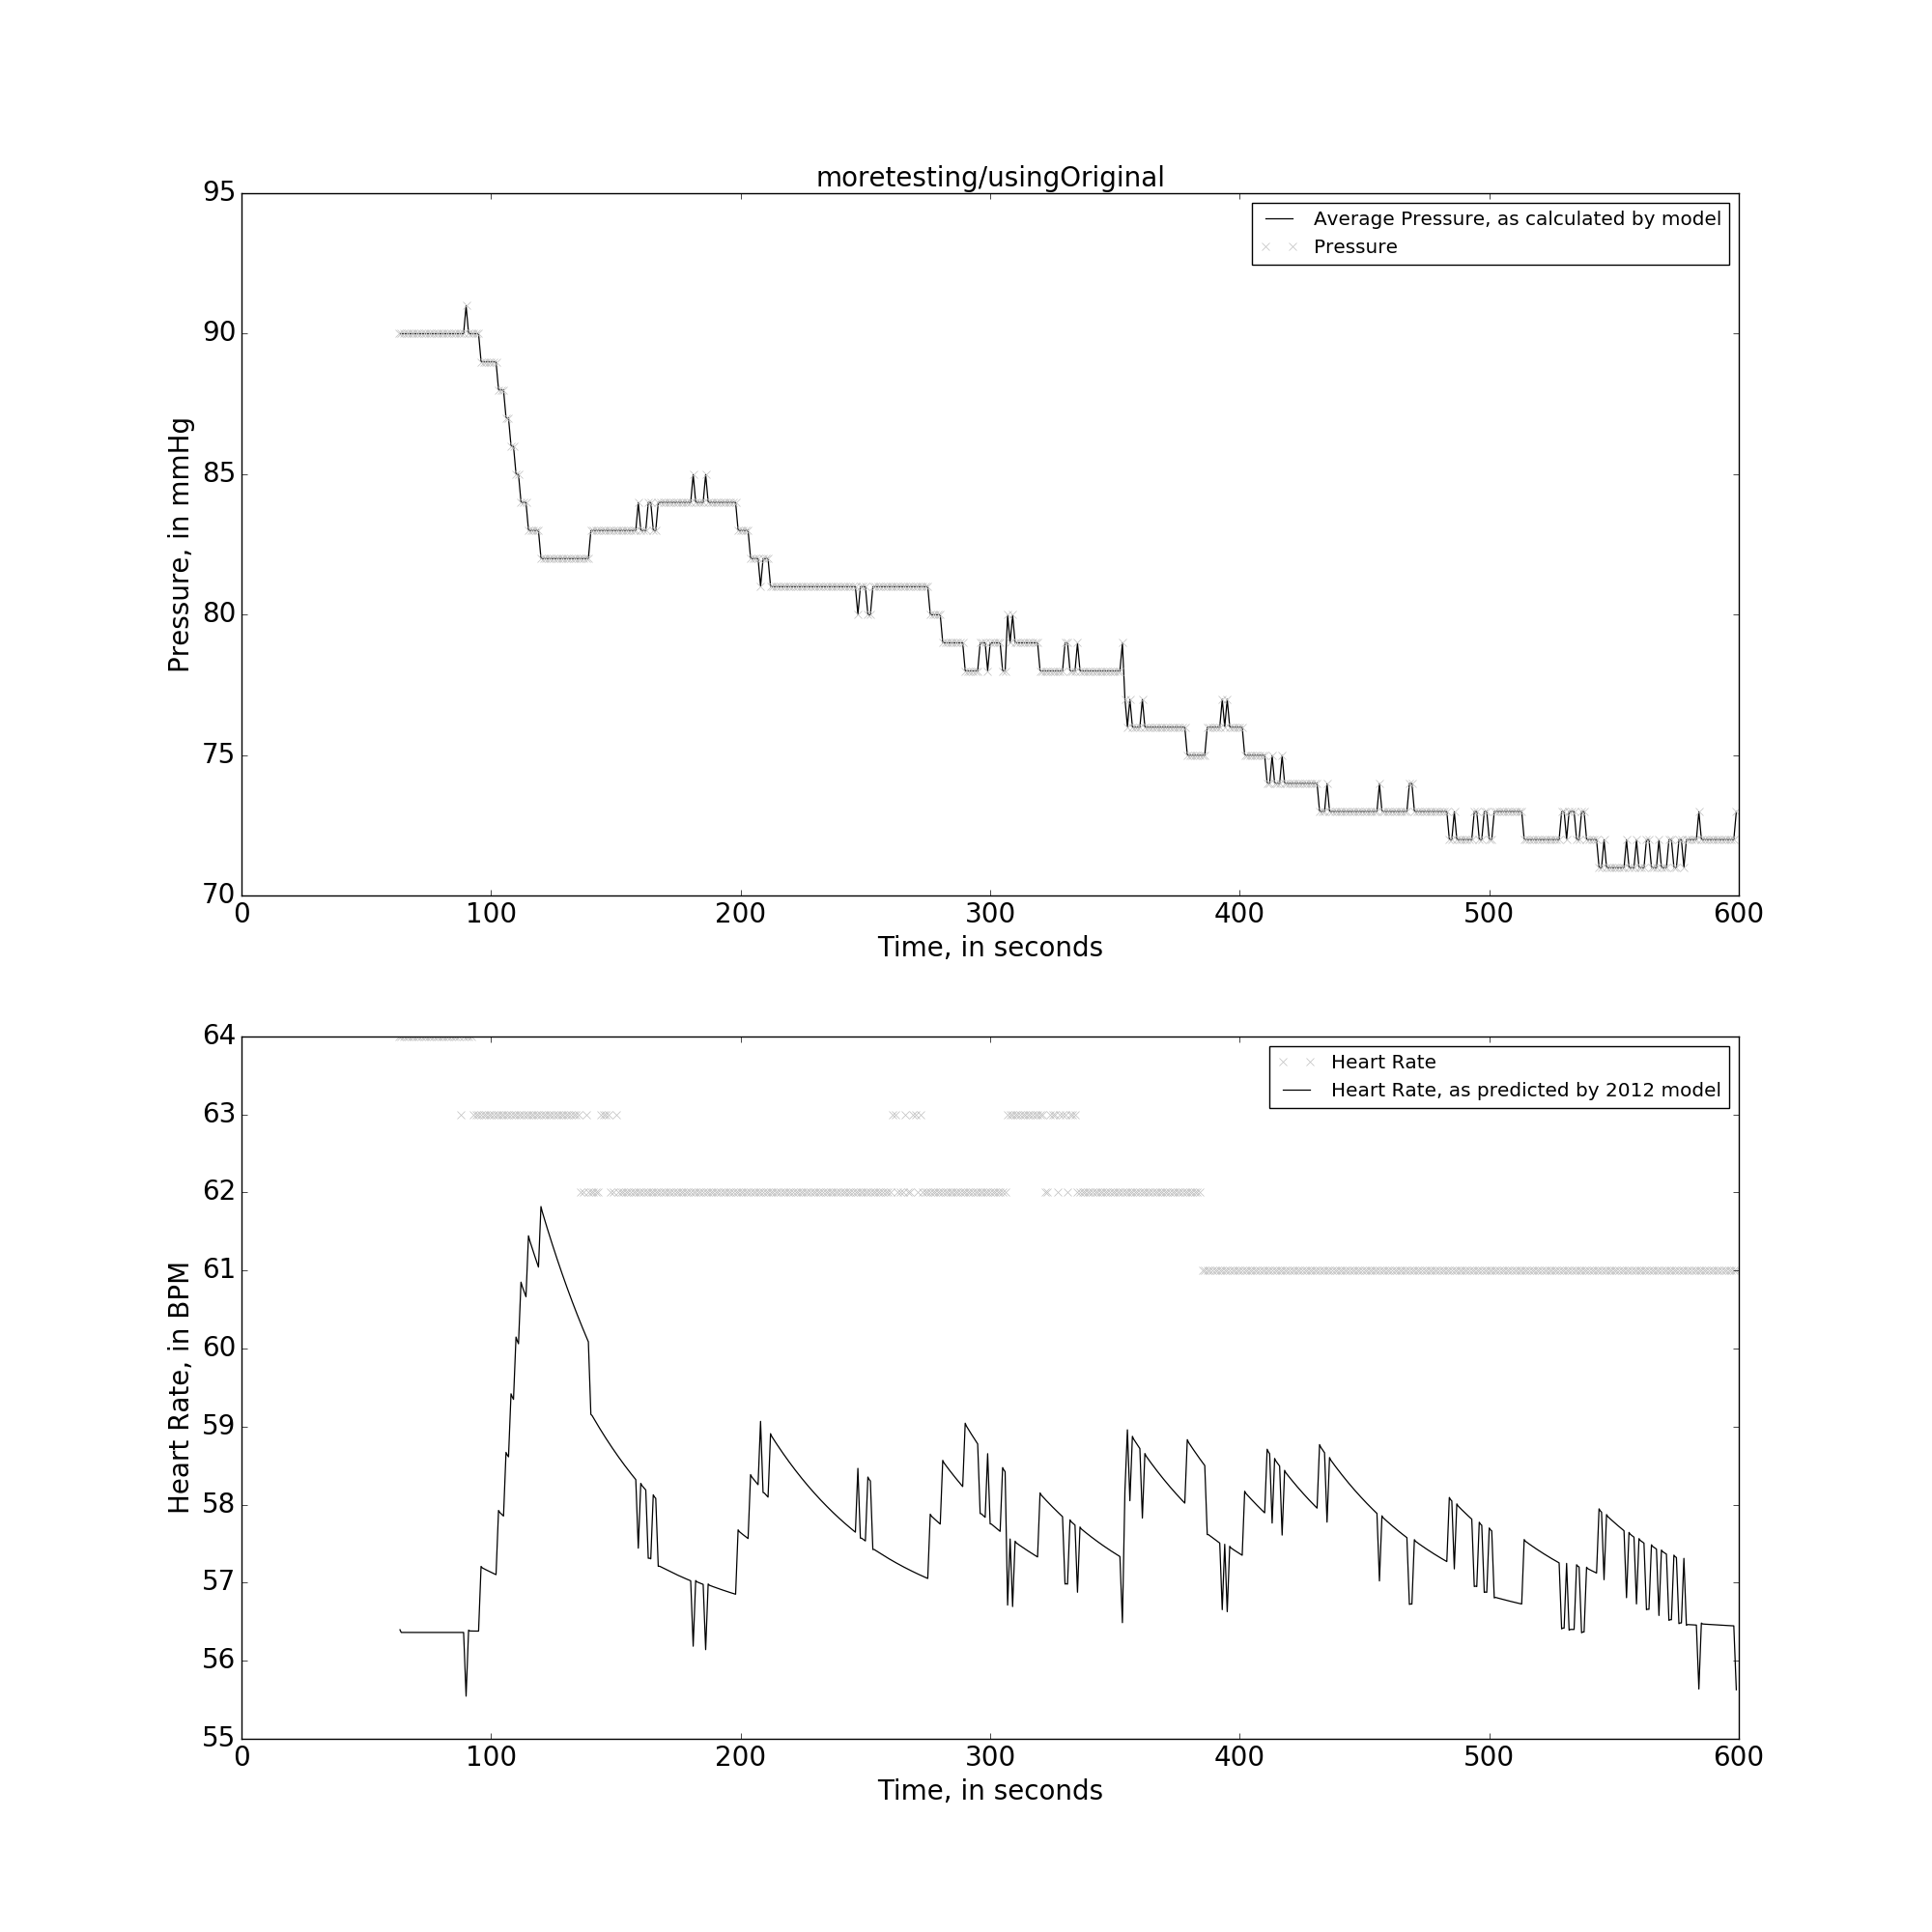 moretesting/usingOriginal
95
90
85
80
75
70
Pressure, in mmHg
Average Pressure, as calculated by model
Pressure
0 100 200 300 400 500 600
Time, in seconds
64
63
62
61
60
59
58
57
56
55
Heart Rate, in BPM
Heart Rate
Heart Rate, as predicted by 2012 model
0 100 200 300 400 500 600
Time, in seconds